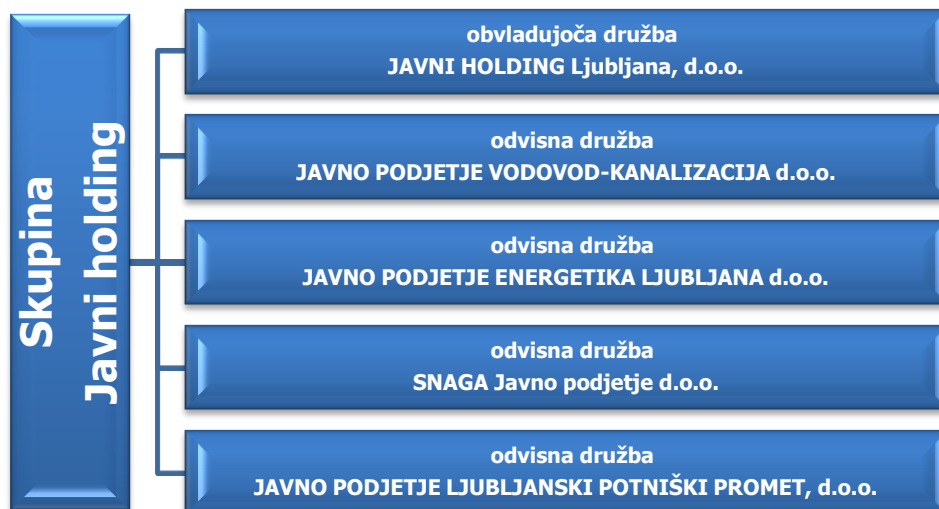 Skupina
Javni holding
obvladujoča družba
JAVNI HOLDING Ljubljana, d.o.o.
odvisna družba
JAVNO PODJETJE VODOVOD-KANALIZACIJA d.o.o.
odvisna družba
JAVNO PODJETJE ENERGETIKA LJUBLJANA d.o.o.
odvisna družba
SNAGA Javno podjetje d.o.o.
odvisna družba
JAVNO PODJETJE LJUBLJANSKI POTNIŠKI PROMET, d.o.o.